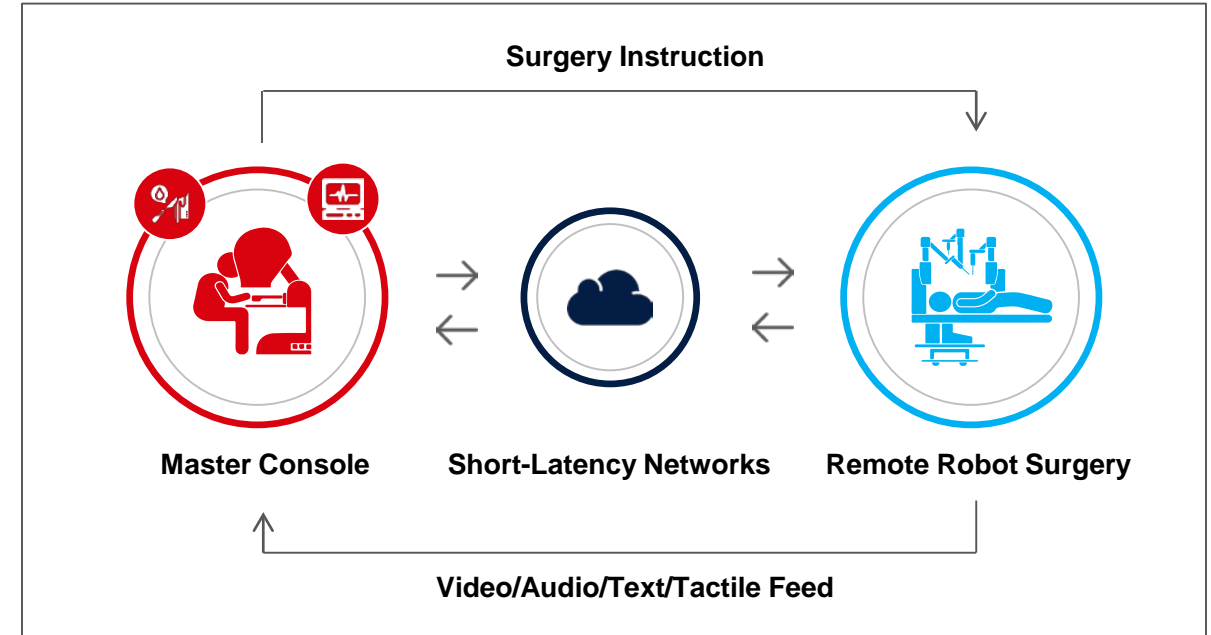 Surgery Instruction
Master Console
Short-Latency Networks
Remote Robot Surgery
Video/Audio/Text/Tactile Feed